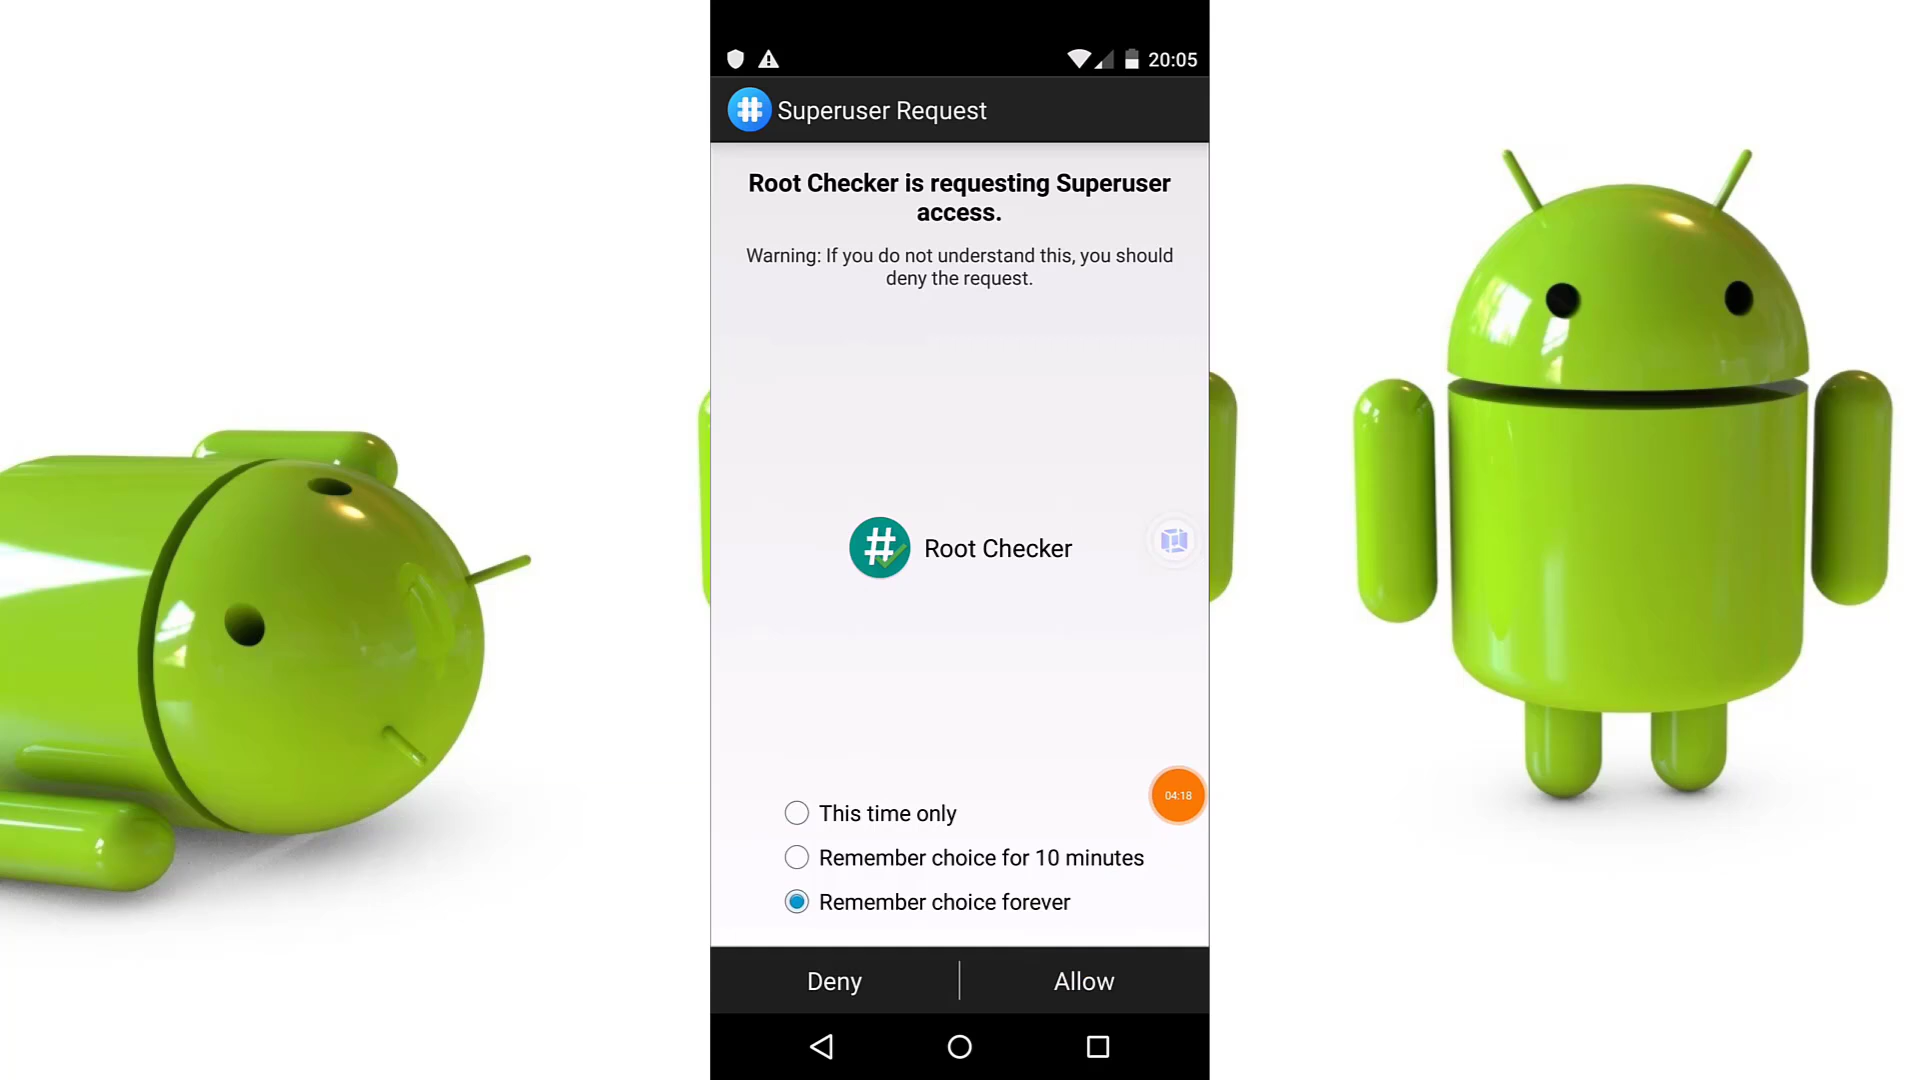 20:05
Superuser Request
Root Checker is requesting Superuser
access.
Warning: If you do not understand this, you should
deny the request.
Root Checker
04:18
This time only
Remember choice for 10 minutes
Remember choice forever
Deny
Allow